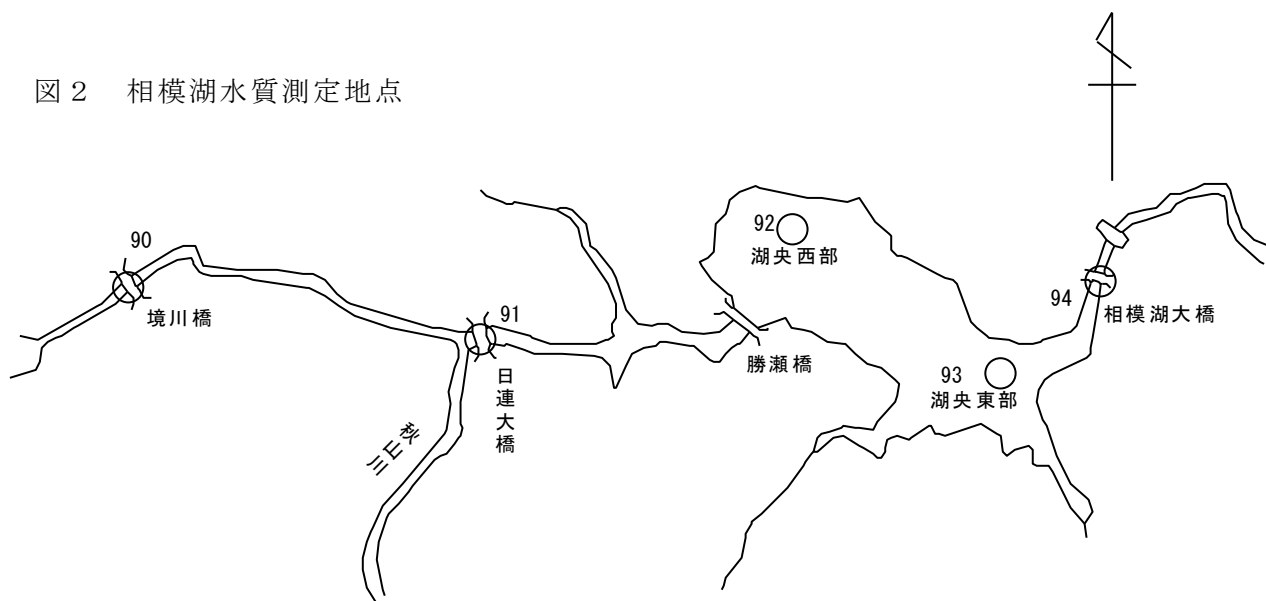 図２　相模湖水質測定地点
90
境川橋
91
日連大橋
秋山川
92
湖央西部
勝瀬橋
93
湖央東部
94
相模湖大橋